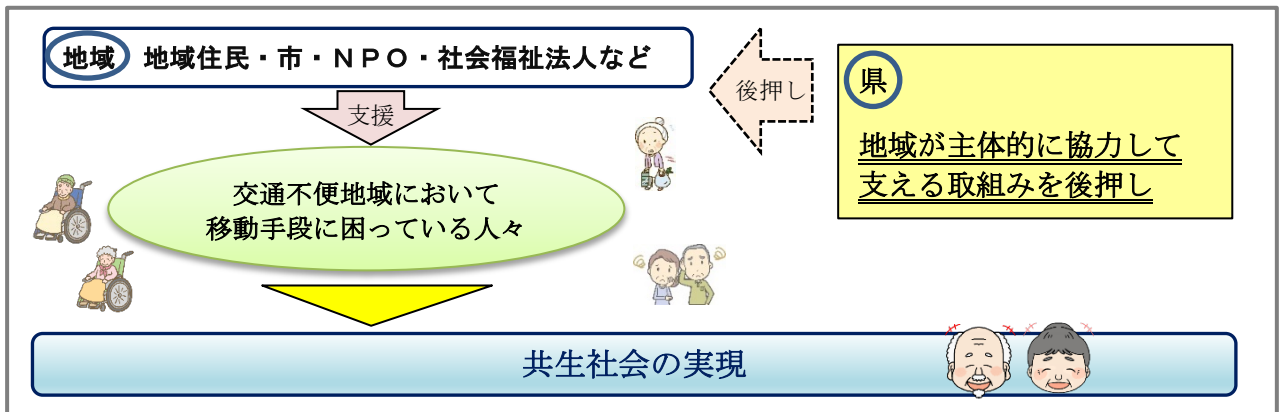 地域 地域住民・市・ＮＰＯ・社会福祉法人など
支援
後押し
県
地域が主体的に協力して
支える取組みを後押し
交通不便地域において
移動手段に困っている人々
共生社会の実現